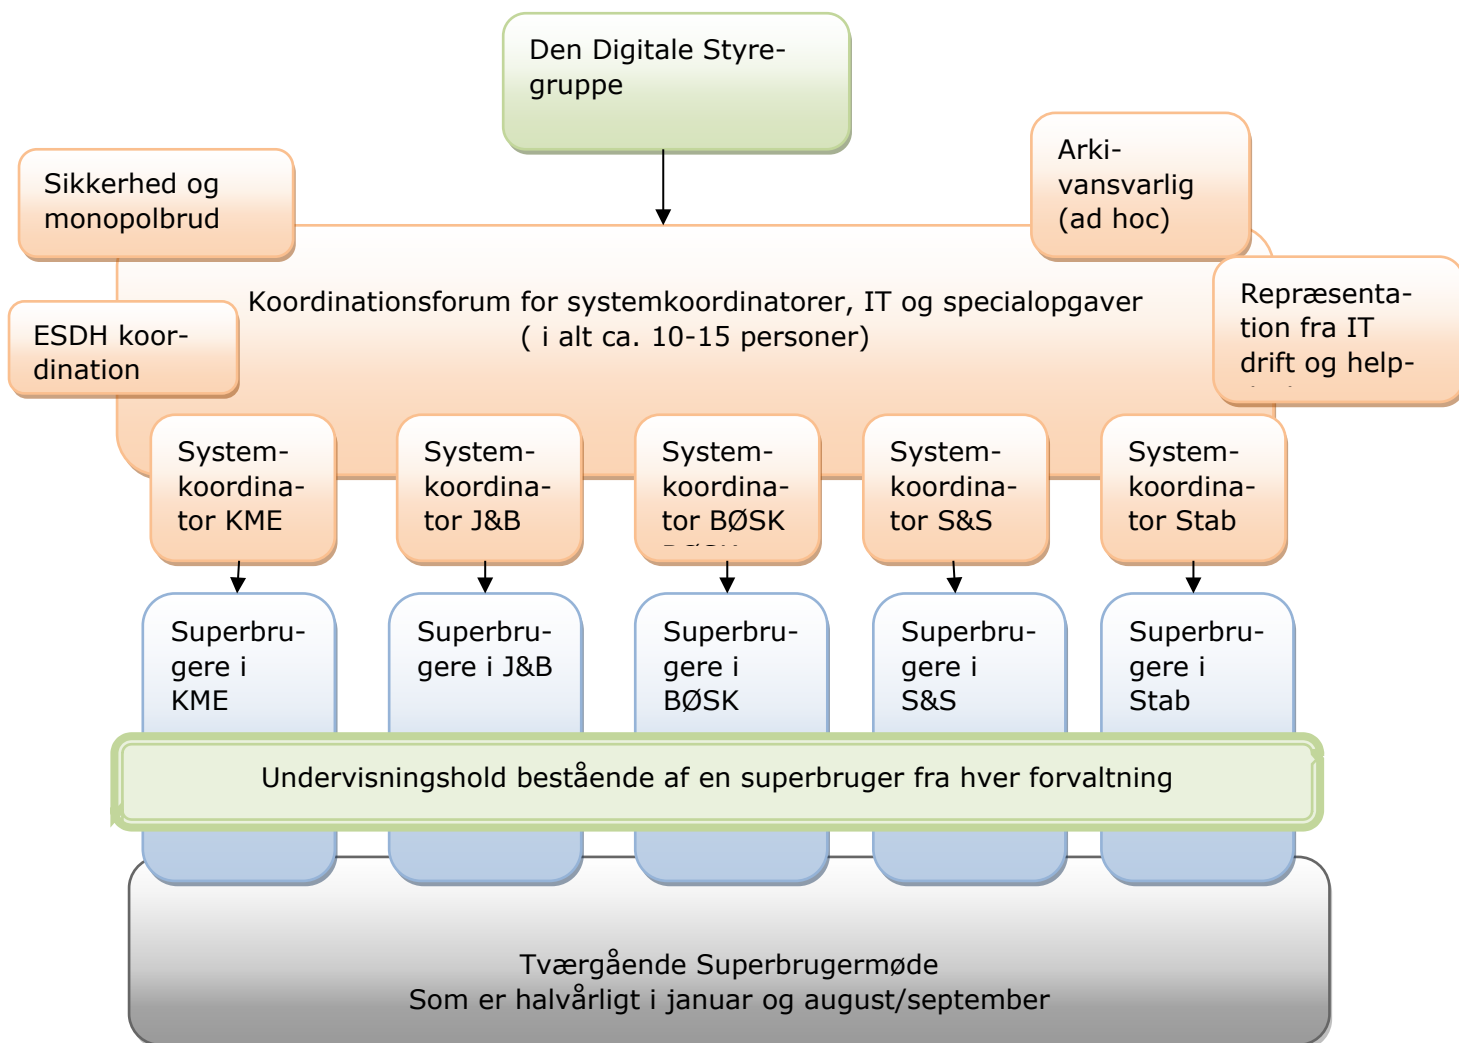 Den Digitale Styre-
gruppe
Sikkerhed og
monopolbrud
Arki-
vansvarlig
(ad hoc)
Koordinationsforum for systemkoordinatorer, IT og specialopgaver
( i alt ca. 10-15 personer)
ESDH koor-
dination
Repræsenta-
tion fra IT
drift og help-
System-
koordina-
tor KME
System-
koordina-
tor J&B
System-
koordina-
tor BØSK
System-
koordina-
tor S&S
System-
koordina-
tor Stab
Superbru-
gere i
KME
Superbru-
gere i J&B
Superbru-
gere i
BØSK
Superbru-
gere i
S&S
Superbru-
gere i
Stab
Undervisningshold bestående af en superbruger fra hver forvaltning
Tværgående Superbrugermøde
Som er halvårligt i januar og august/september